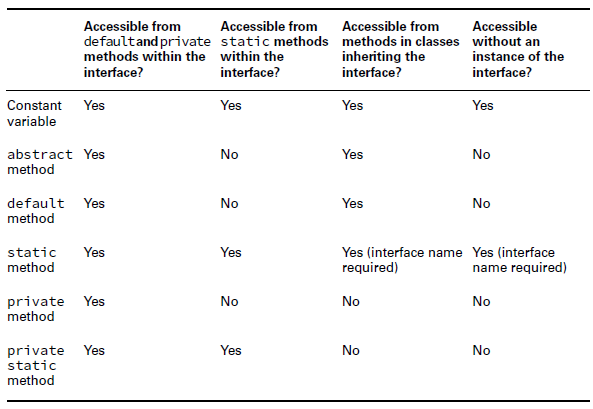 Accessible from Accessible from Accessible from Accessible
default and private static methods methods in classes without an
methods within the within the inheriting the instance of the
interface? interface? interface? interface?
Constant Yes Yes Yes Yes
variable
abstract Yes No Yes No
method
default Yes No Yes No
method
static Yes Yes Yes (interface name Yes (interface
method required) name required)
private Yes No No No
method
private Yes Yes No No
static
method